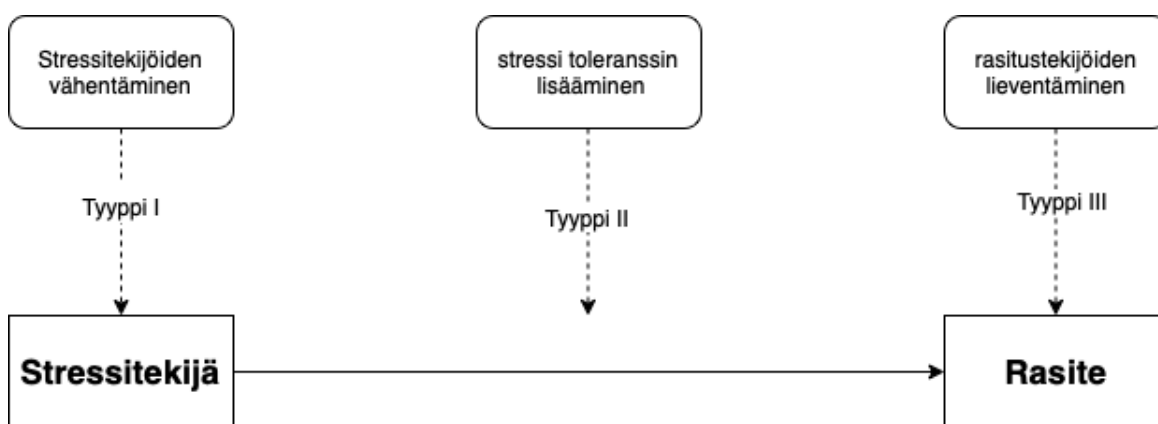 Stressitekijöiden
vähentäminen
stressi toleranssin
lisääminen
rasitustekijöiden
lieventäminen
Tyyppi I
Tyyppi II
Tyyppi III
Stressitekijä
Rasite